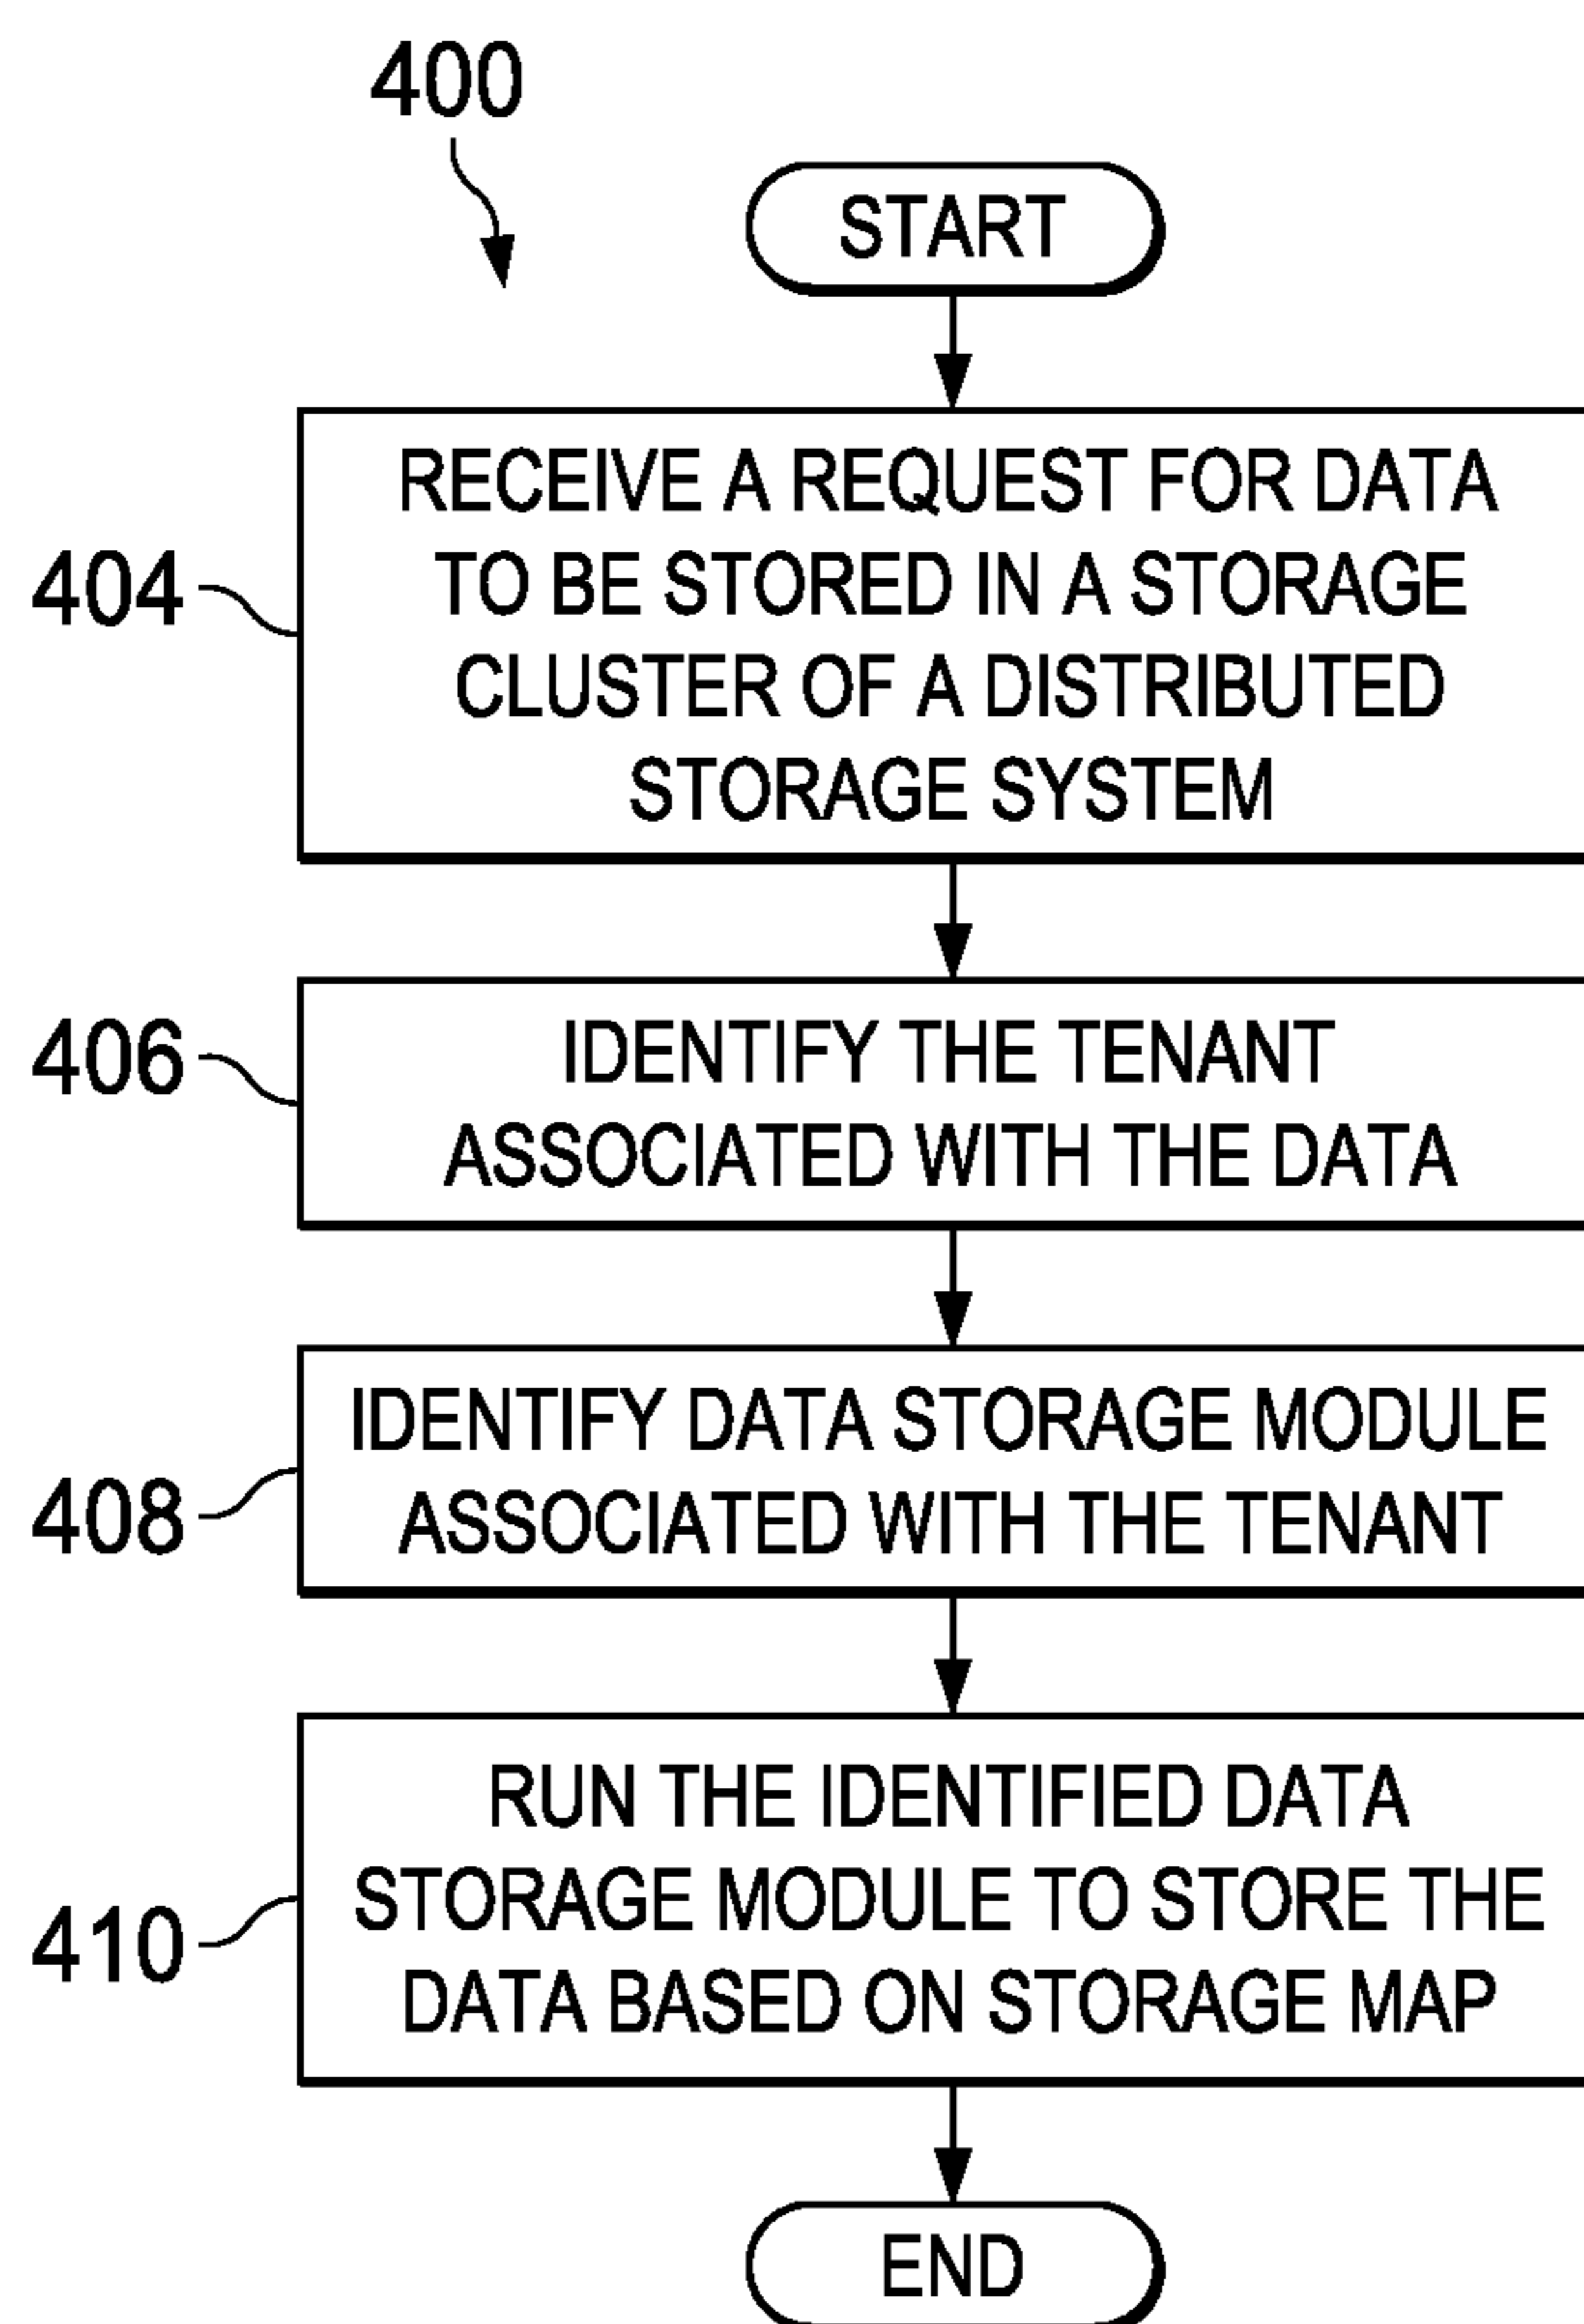 400
START
RECEIVE A REQUEST FOR DATA
TO BE STORED IN A STORAGE
CLUSTER OF A DISTRIBUTED
STORAGE SYSTEM
404
IDENTIFY THE TENANT
ASSOCIATED WITH THE DATA
406
IDENTIFY DATA STORAGE MODULE
ASSOCIATED WITH THE TENANT
408
RUN THE IDENTIFIED DATA
STORAGE MODULE TO STORE THE
DATA BASED ON STORAGE MAP
410
END